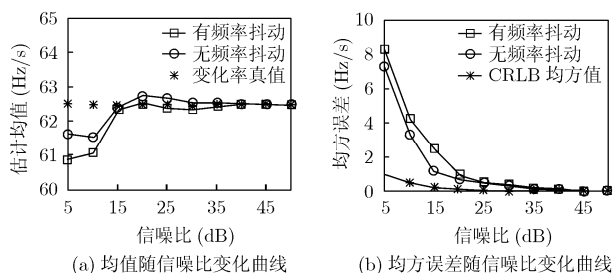 65
64
63
62
61
60
估计均值 (Hz/s)
有频率抖动
无频率抖动
变化率真值
5 15 25 35 45
信噪比 (dB)
(a) 均值随信噪比变化曲线
10
8
6
4
2
0
均方误差 (Hz/s)
有频率抖动
无频率抖动
CRLB 均方值
5 15 25 35 45
信噪比 (dB)
(b) 均方误差随信噪比变化曲线